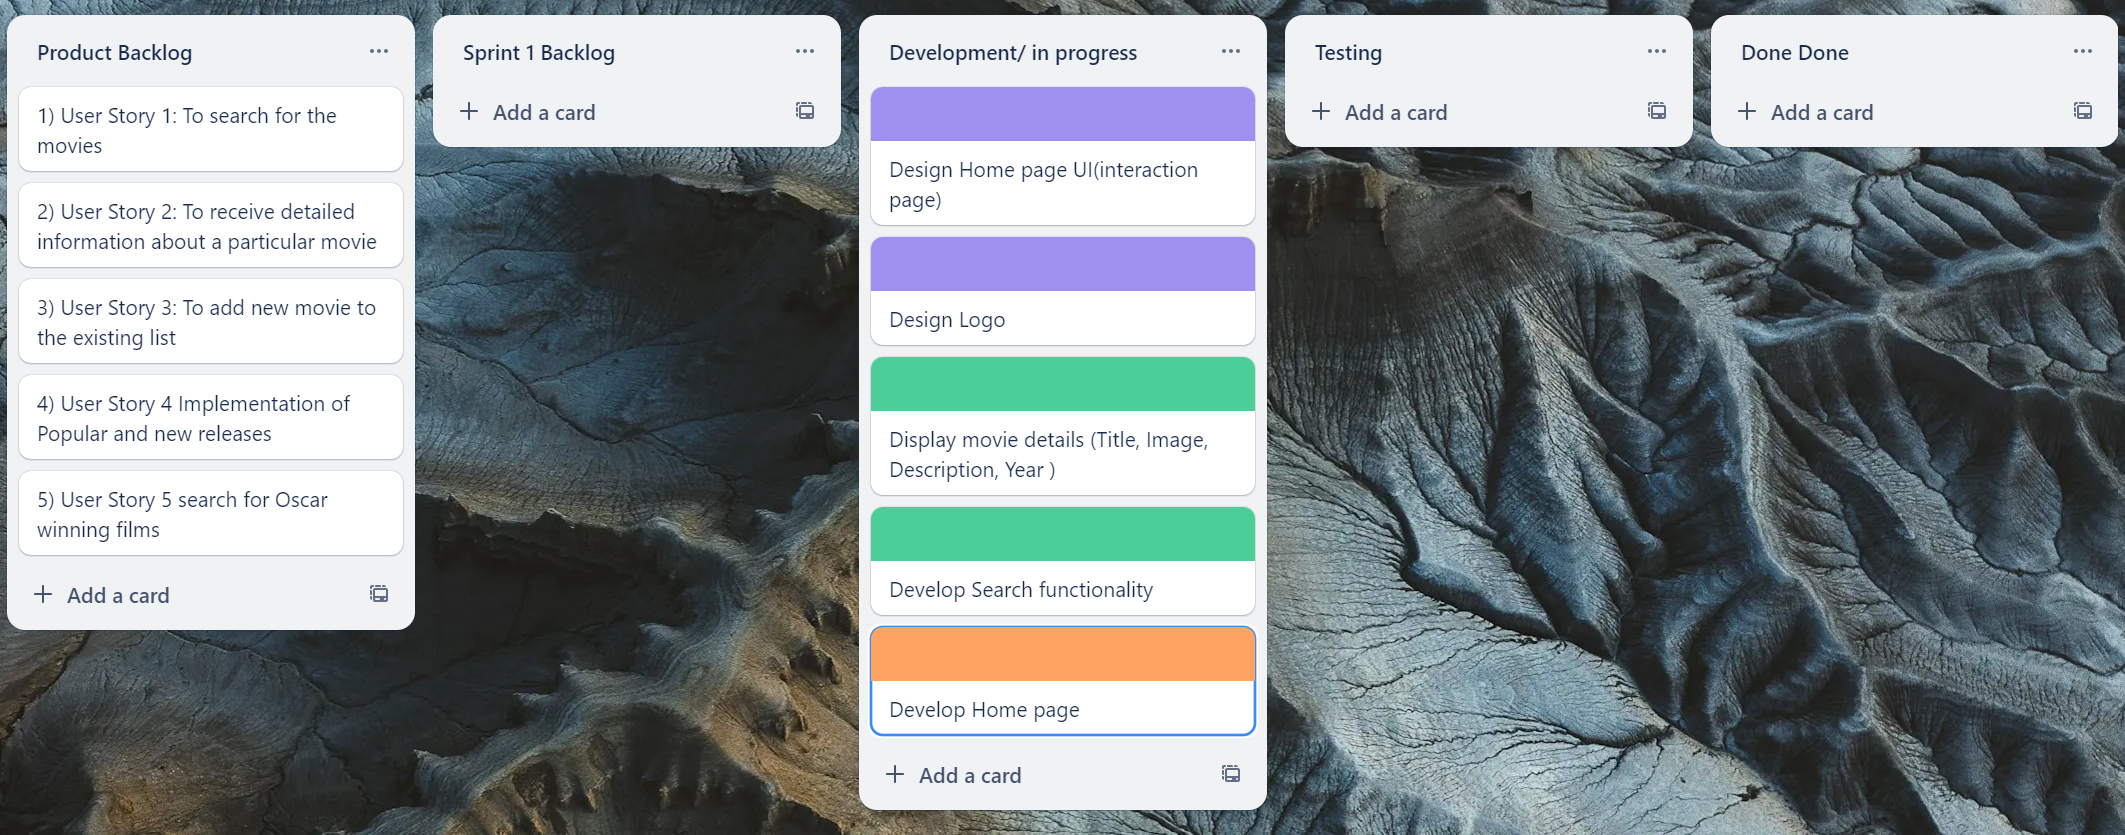 Product Backlog
1) User Story 1: To search for the
movies
2) User Story 2: To receive detailed
information about a particular movie
3) User Story 3: To add new movie to
the existing list
4) User Story 4 Implementation of
Popular and new releases
5) User Story 5 search for Oscar
winning films
Add a card
Sprint 1 Backlog
Add a card
Development/ in progress
Design Home page UI(interaction
page)
Design Logo
Display movie details (Title, Image,
Description, Year )
Develop Search functionality
Develop Home page
Add a card
Testing
Add a card
Done Done
Add a card